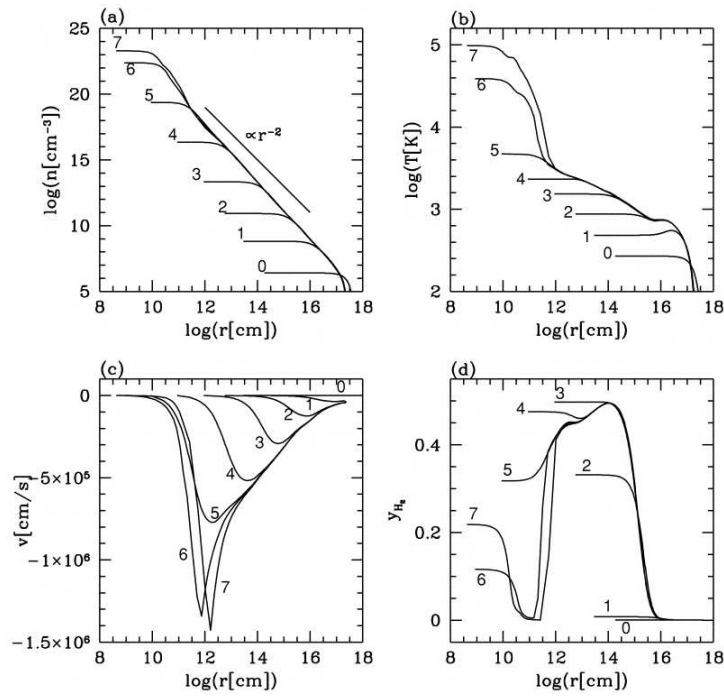 (a)
25
20
15
10
5
log(n[cm⁻³])
7
6
5
4
3
2
1
0
∝r⁻²
8 10 12 14 16 18
log(r[cm])
(b)
5
4
3
2
log(T[K])
7
6
5
4
3
2
1
0
8 10 12 14 16 18
log(r[cm])
(c)
0
−5×10⁵
−1×10⁶
−1.5×10⁶
v[cm/s]
0
1
2
3
4
5
6
7
8 10 12 14 16 18
log(r[cm])
(d)
0.4
0.2
0
y_H₂
3
4
5
2
7
6
1
0
8 10 12 14 16 18
log(r[cm])